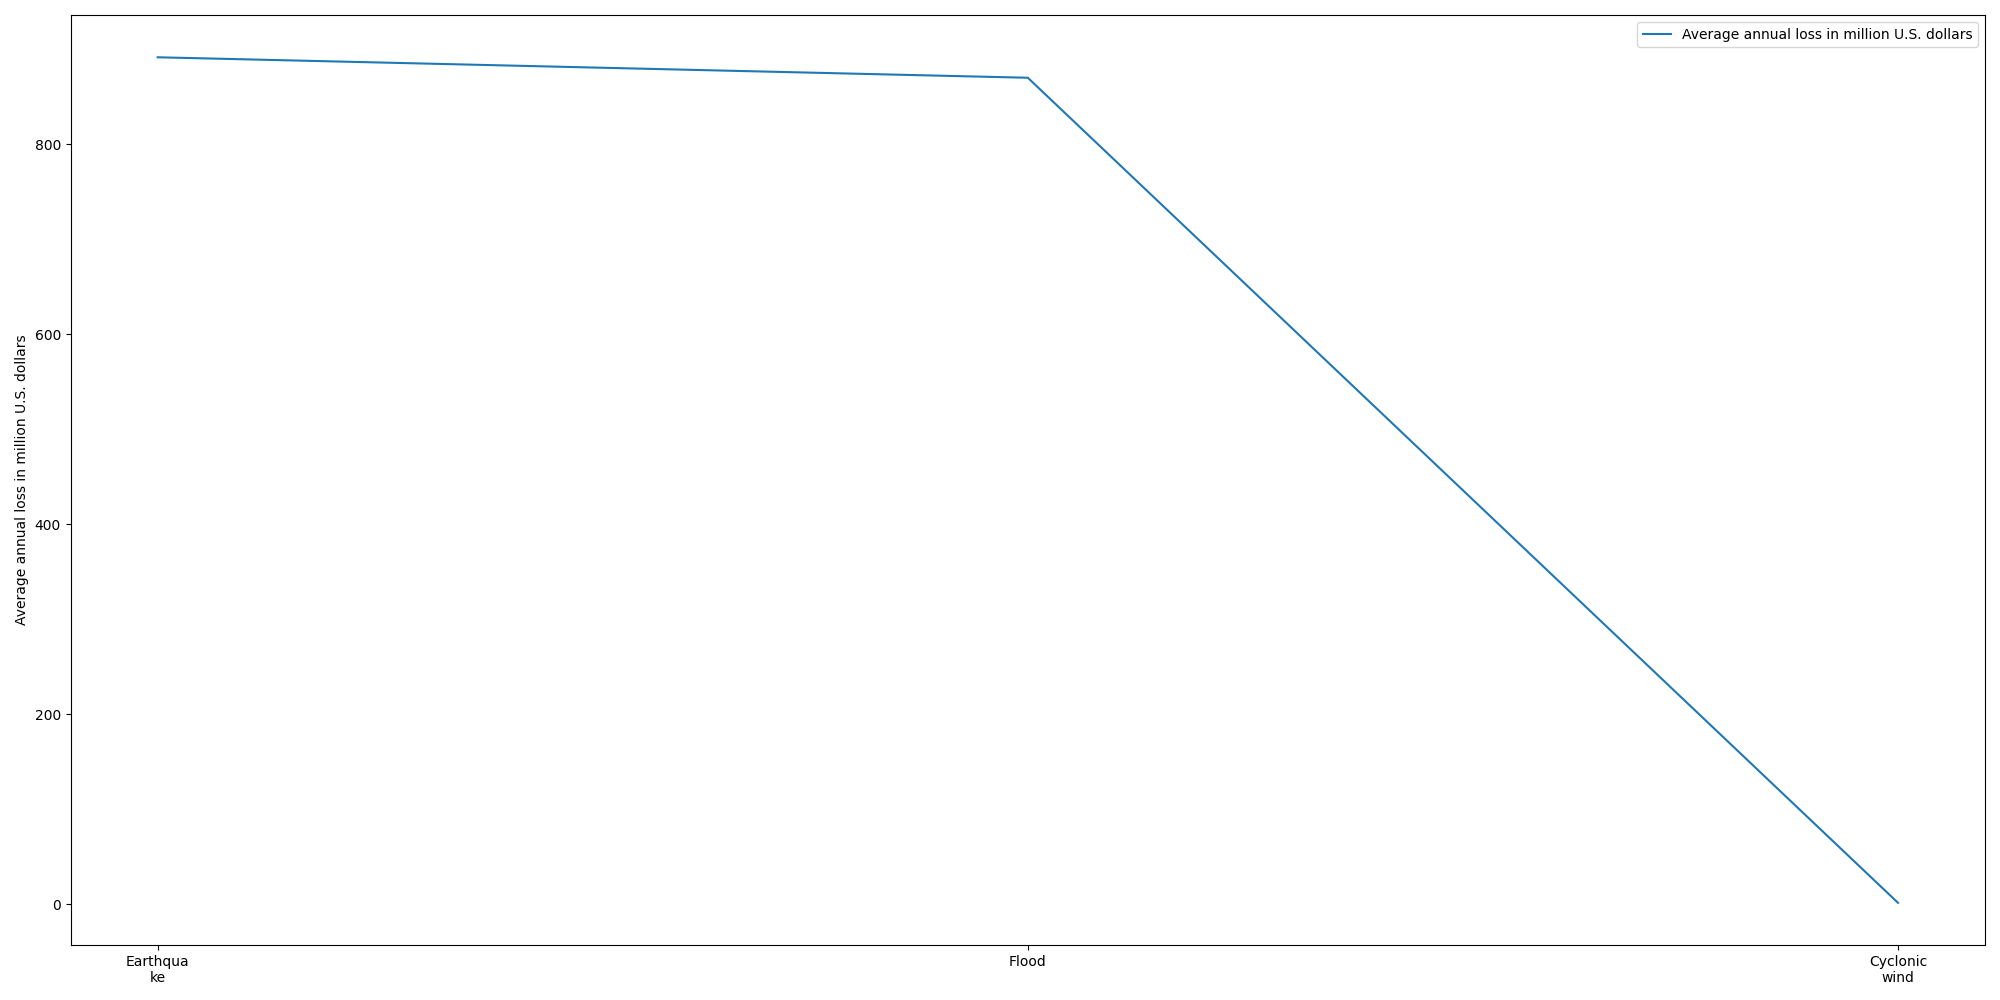 Average annual loss in million U.S. dollars
Average annual loss in million U.S. dollars
800
600
400
200
0
Earthqua
ke
Flood
Cyclonic
wind